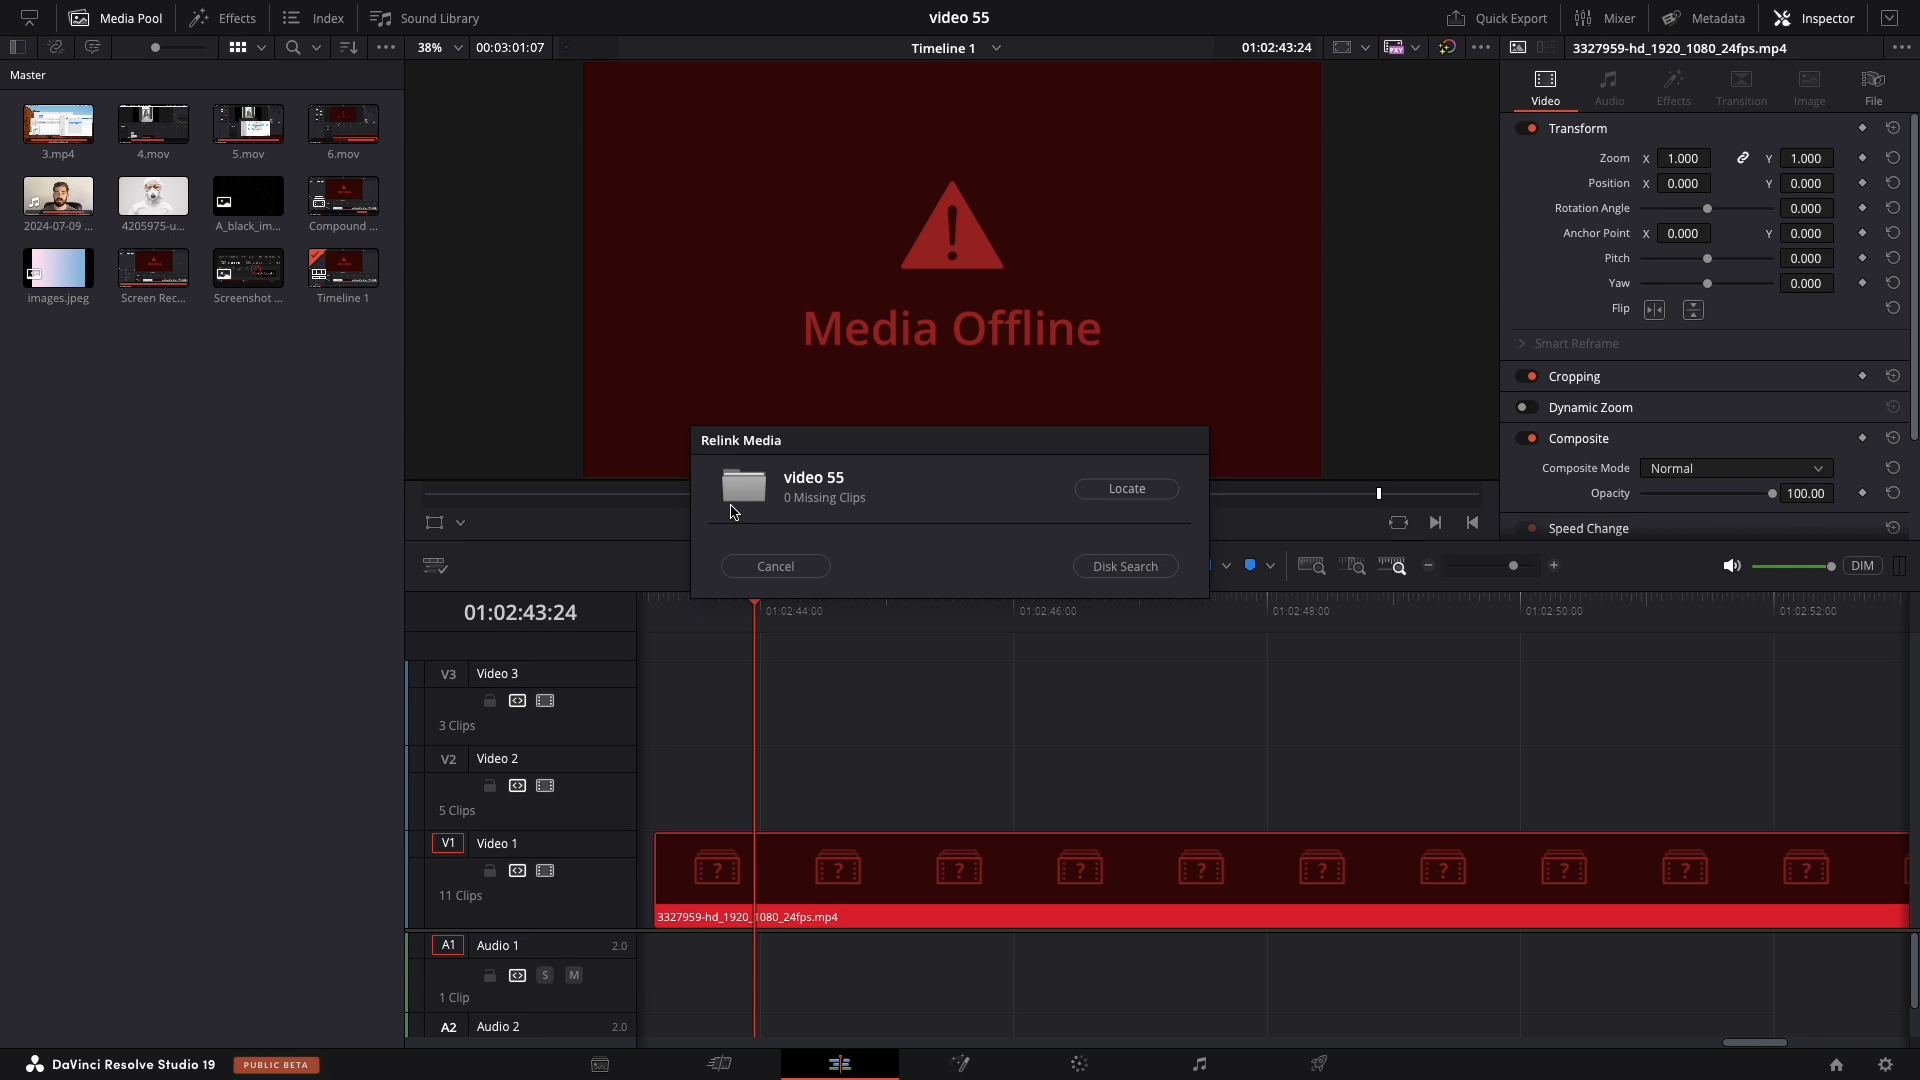 Media Pool
Effects
Index
Sound Library
video 55
Quick Export
Mixer
Metadata
Inspector
38%
00:03:01:07
Timeline 1
01:02:43:24
3327959-hd_1920_1080_24fps.mp4
Master
3.mp4
4.mov
5.mov
6.mov
2024-07-09 ...
4205975-u...
A_black_im...
Compound ...
images.jpeg
Screen Rec...
Screenshot ...
Timeline 1
Media Offline
Video
Audio
Effects
Transition
Image
File
Transform
Zoom X 1.000 Y 1.000
Position X 0.000 Y 0.000
Rotation Angle 0.000
Anchor Point X 0.000 Y 0.000
Pitch 0.000
Yaw 0.000
Flip
Smart Reframe
Cropping
Dynamic Zoom
Composite
Composite Mode Normal
Opacity 100.00
Speed Change
Relink Media
video 55
0 Missing Clips
Locate
Cancel
Disk Search
DIM
01:02:43:24
01:02:44:00
01:02:46:00
01:02:48:00
01:02:50:00
01:02:52:00
V3 Video 3
3 Clips
V2 Video 2
5 Clips
V1 Video 1
11 Clips
3327959-hd_1920_1080_24fps.mp4
A1 Audio 1 2.0
S M
1 Clip
A2 Audio 2 2.0
DaVinci Resolve Studio 19
PUBLIC BETA